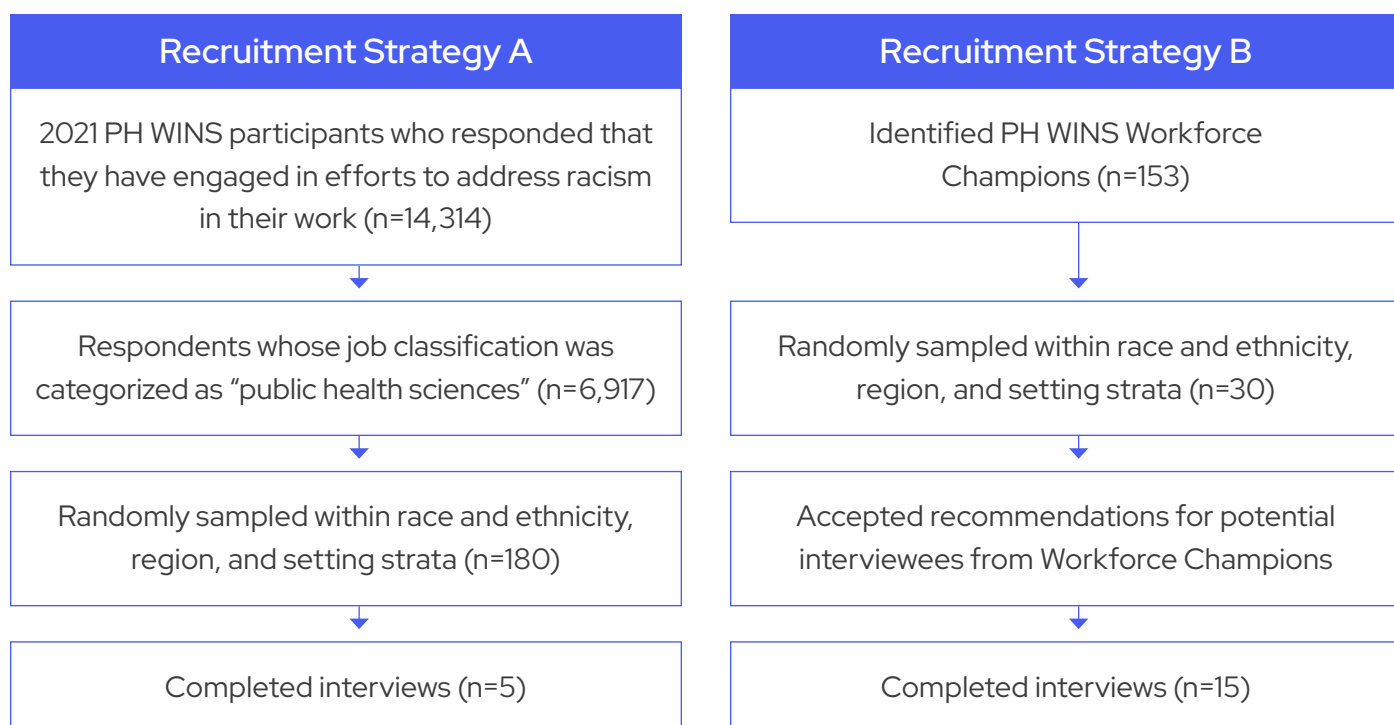 Recruitment Strategy A
2021 PH WINS participants who responded that
they have engaged in efforts to address racism
in their work (n=14,314)
Respondents whose job classification was
categorized as “public health sciences” (n=6,917)
Randomly sampled within race and ethnicity,
region, and setting strata (n=180)
Completed interviews (n=5)
Recruitment Strategy B
Identified PH WINS Workforce
Champions (n=153)
Randomly sampled within race and ethnicity,
region, and setting strata (n=30)
Accepted recommendations for potential
interviewees from Workforce Champions
Completed interviews (n=15)